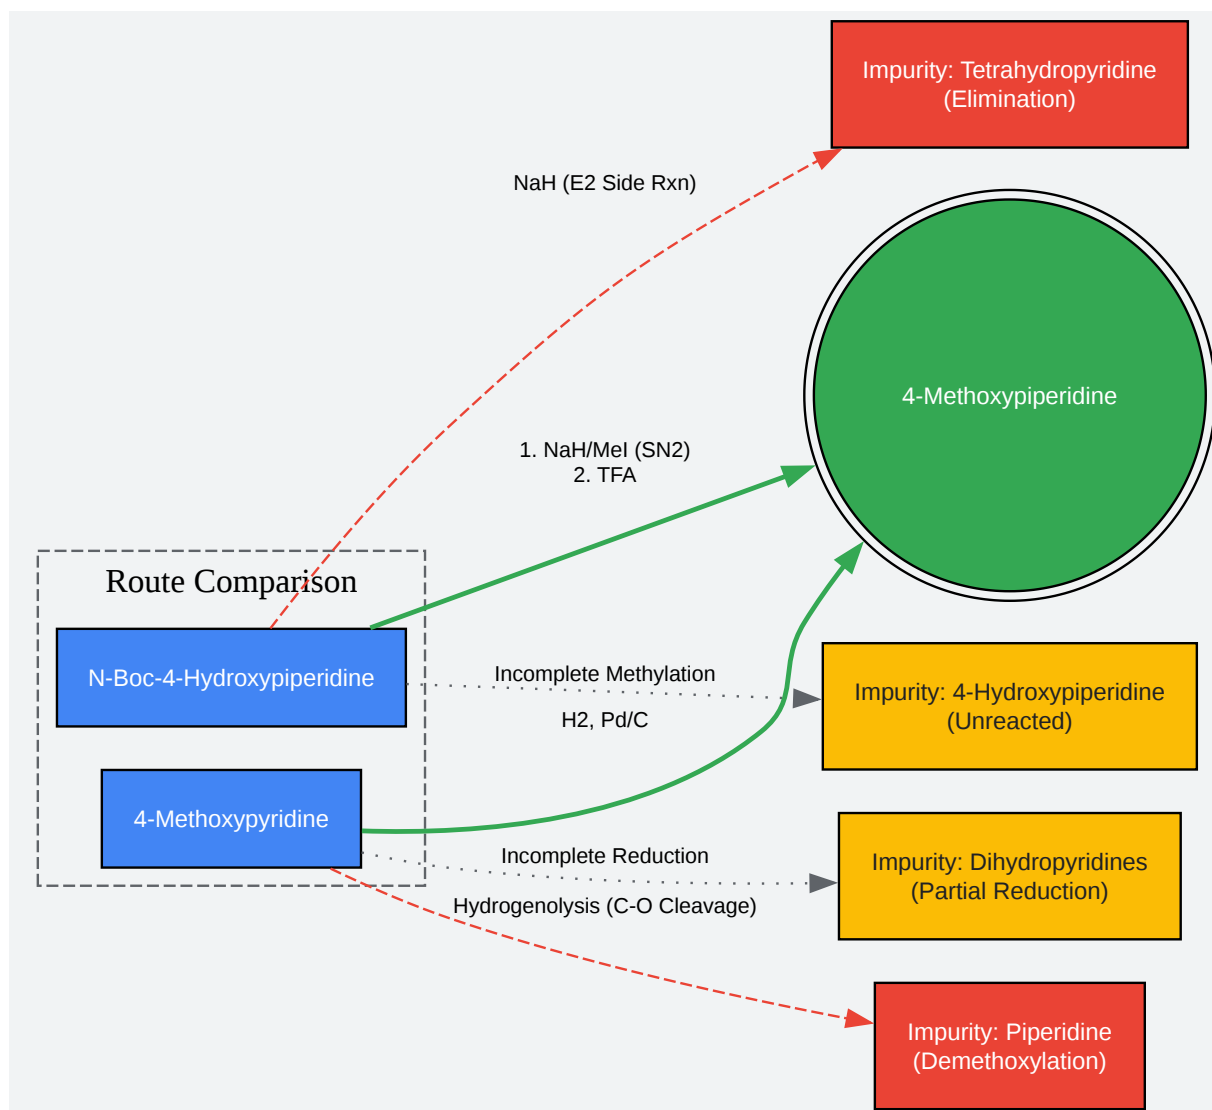 Impurity: Tetrahydropyridine
(Elimination)
NaH (E2 Side Rxn)
4-Methoxypiperidine
1. NaH/MeI (SN2)
2. TFA
Route Comparison
N-Boc-4-Hydroxypiperidine
Incomplete Methylation
H2, Pd/C
Impurity: 4-Hydroxypiperidine
(Unreacted)
4-Methoxypyridine
Incomplete Reduction
Impurity: Dihydropyridines
(Partial Reduction)
Hydrogenolysis (C-O Cleavage)
Impurity: Piperidine
(Demethoxylation)